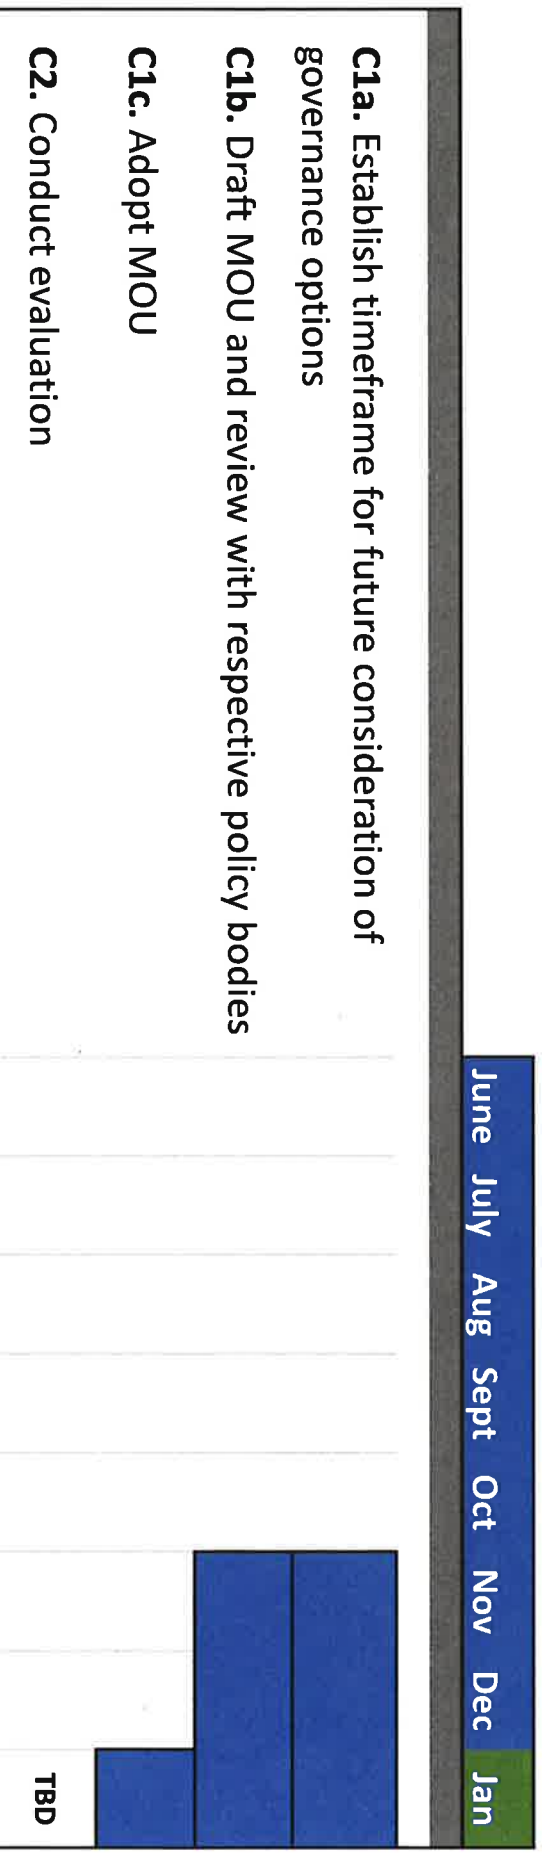 June July Aug Sept Oct Nov Dec Jan
C1a. Establish timeframe for future consideration of
governance options
C1b. Draft MOU and review with respective policy bodies
C1c. Adopt MOU
C2. Conduct evaluation
TBD